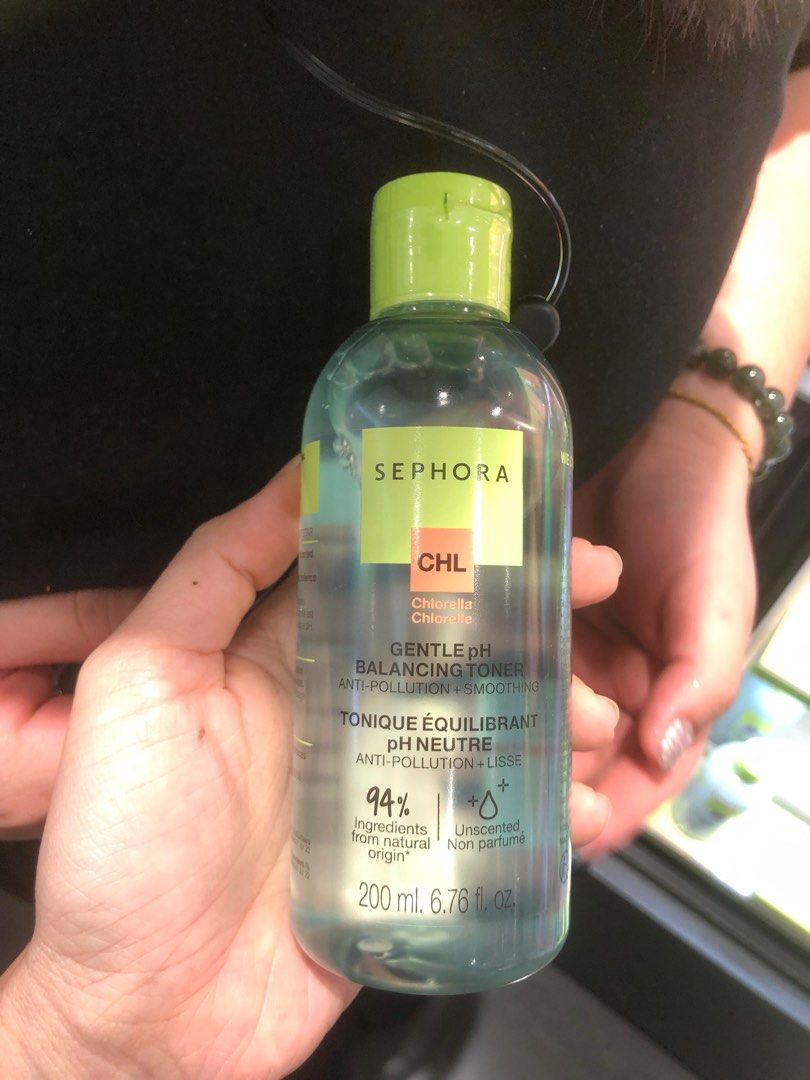 SEPHORA
CHL
Chlorella
Chlorelle
GENTLE pH
BALANCING TONER
ANTI-POLLUTION + SMOOTHING
TONIQUE ÉQUILIBRANT
pH NEUTRE
ANTI-POLLUTION + LISSE
94%
Ingredients
from natural
origin*
Unscented
Non parfumé
200 ml. 6.76 fl. oz.